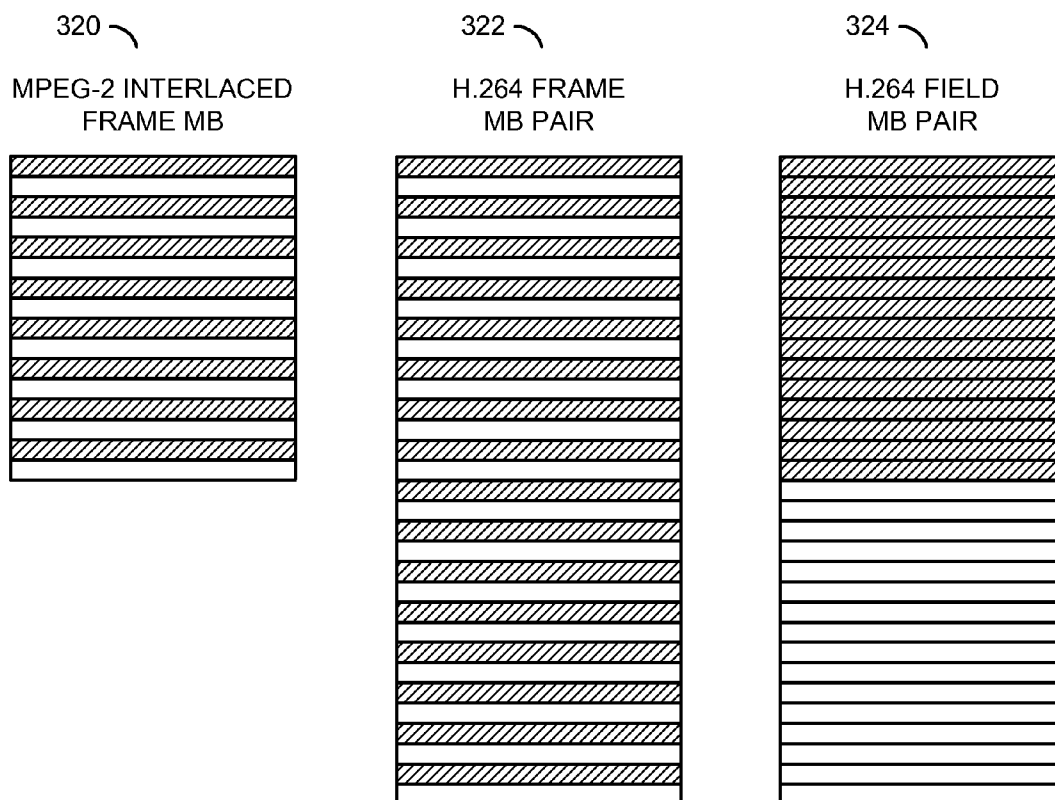 320
MPEG-2 INTERLACED
FRAME MB
322
H.264 FRAME
MB PAIR
324
H.264 FIELD
MB PAIR